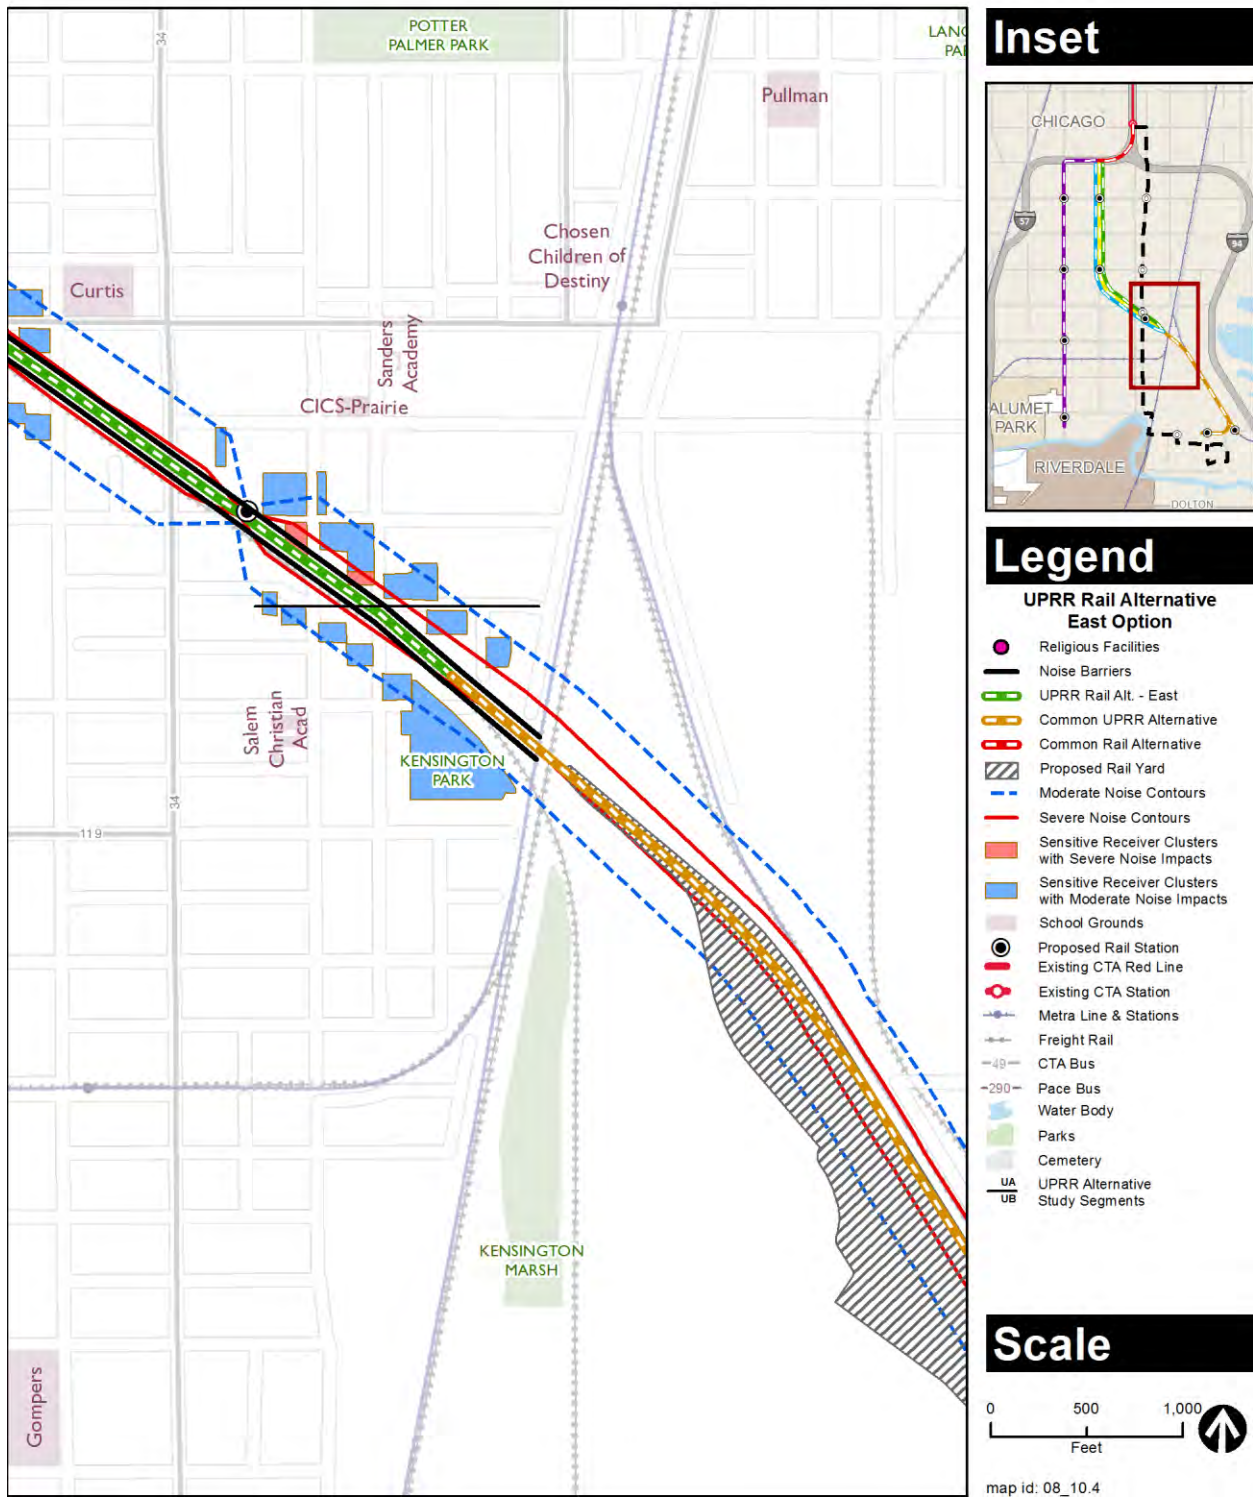 POTTER
PALMER PARK
34
Pullman
Chosen
Children of
Destiny
Curtis
Sanders
Academy
CICS-Prairie
Salem
Christian
Acad
KENSINGTON
PARK
34
119
KENSINGTON
MARSH
Gompers
Inset
CHICAGO
57
94
ALUMET
PARK
RIVERDALE
DOLTON
Legend
UPRR Rail Alternative
East Option
Religious Facilities
Noise Barriers
UPRR Rail Alt. - East
Common UPRR Alternative
Common Rail Alternative
Proposed Rail Yard
Moderate Noise Contours
Severe Noise Contours
Sensitive Receiver Clusters
with Severe Noise Impacts
Sensitive Receiver Clusters
with Moderate Noise Impacts
School Grounds
Proposed Rail Station
Existing CTA Red Line
Existing CTA Station
Metra Line & Stations
Freight Rail
49 CTA Bus
290 Pace Bus
Water Body
Parks
Cemetery
UA
UB
UPRR Alternative
Study Segments
Scale
0 500 1,000
Feet
map id: 08_10.4